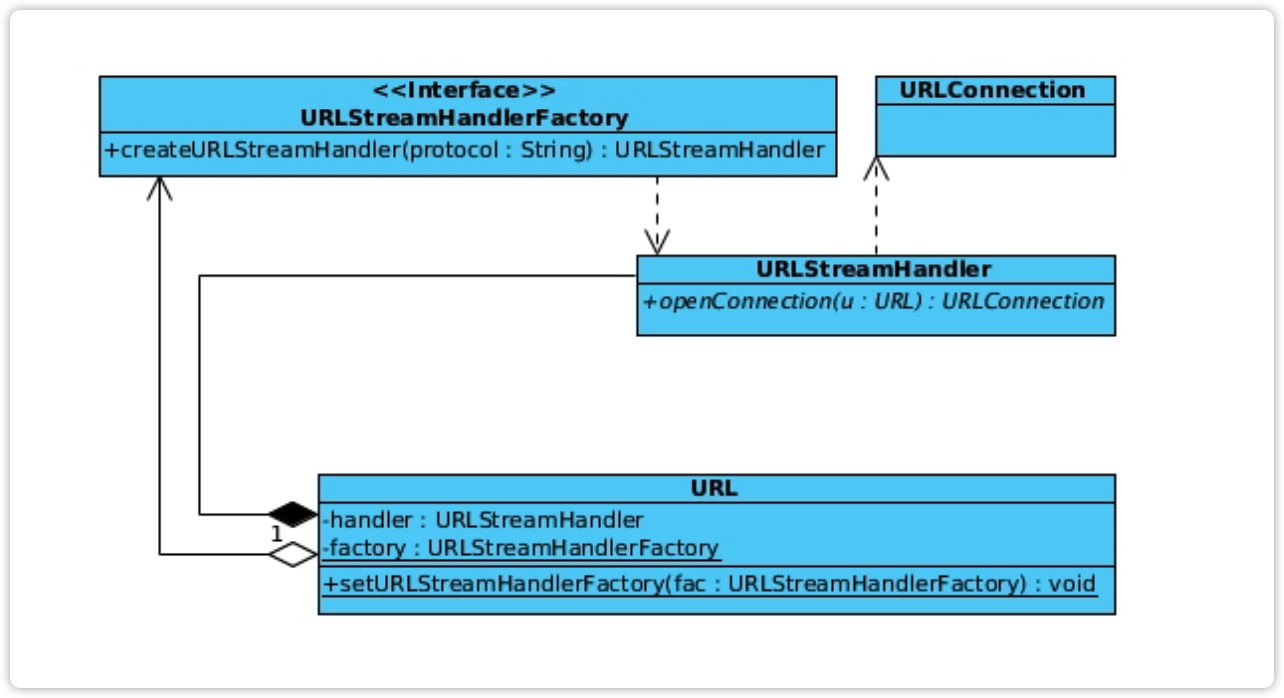 <<Interface>>
URLStreamHandlerFactory
+createURLStreamHandler(protocol : String) : URLStreamHandler
URLConnection
URLStreamHandler
+openConnection(u : URL) : URLConnection
URL
-handler : URLStreamHandler
1
-factory : URLStreamHandlerFactory
+setURLStreamHandlerFactory(fac : URLStreamHandlerFactory) : void